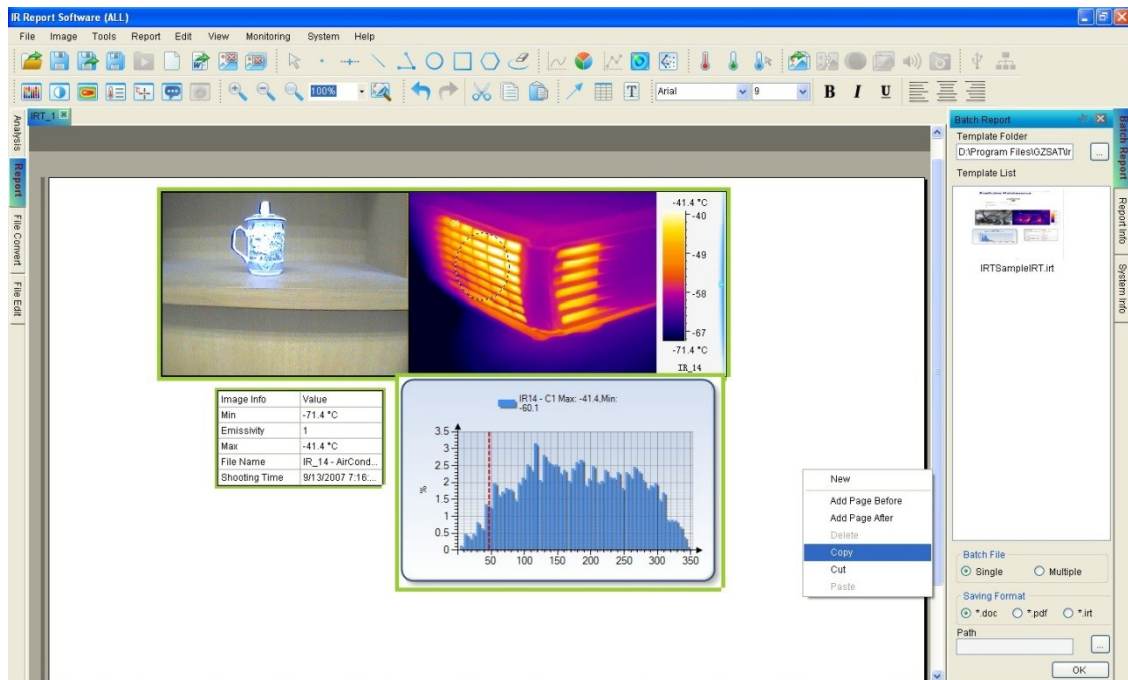 IR Report Software (ALL)
File Image Tools Report Edit View Monitoring System Help
100% Arial 9 B I U
IRT_1
Analysis
Report
File Convert
File Edit
-41.4 °C
-40
-49
-58
-67
-71.4 °C
IR_14
Image Info Value
Min -71.4 °C
Emissivity 1
Max -41.4 °C
File Name IR_14 - AirCond...
Shooting Time 9/13/2007 7:16:...
IR14 - C1 Max: -41.4,Min:
-60.1
%
3.5
3
2.5
2
1.5
1
0.5
0
50 100 150 200 250 300 350
New
Add Page Before
Add Page After
Delete
Copy
Cut
Paste
Batch Report
Template Folder
D:\Program Files\GZSAT\Ir ...
Template List
IRTSampleIRT.irt
Batch File
Single Multiple
Saving Format
*.doc *.pdf *.irt
Path
...
OK
Batch Report
Report Info
System Info